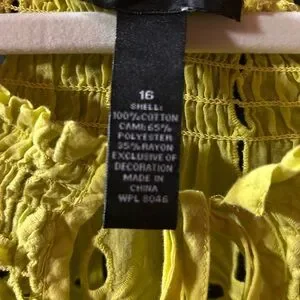 16
SHELL:
100% COTTON
CAMI: 65%
POLYESTER
35% RAYON
EXCLUSIVE OF
DECORATION
MADE IN
CHINA
WPL 8046